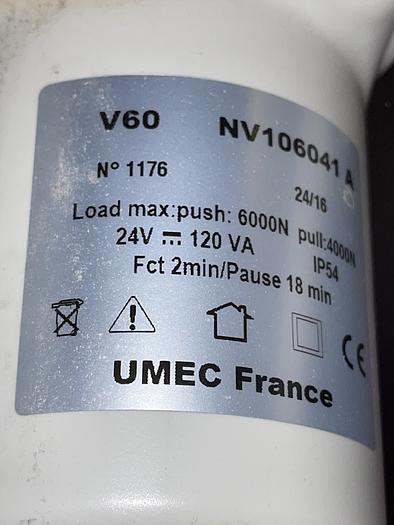 V60 NV106041 A
N° 1176 24/16
Load max:push: 6000N pull:4000N
24V 120 VA IP54
Fct 2min/Pause 18 min
CE
UMEC France